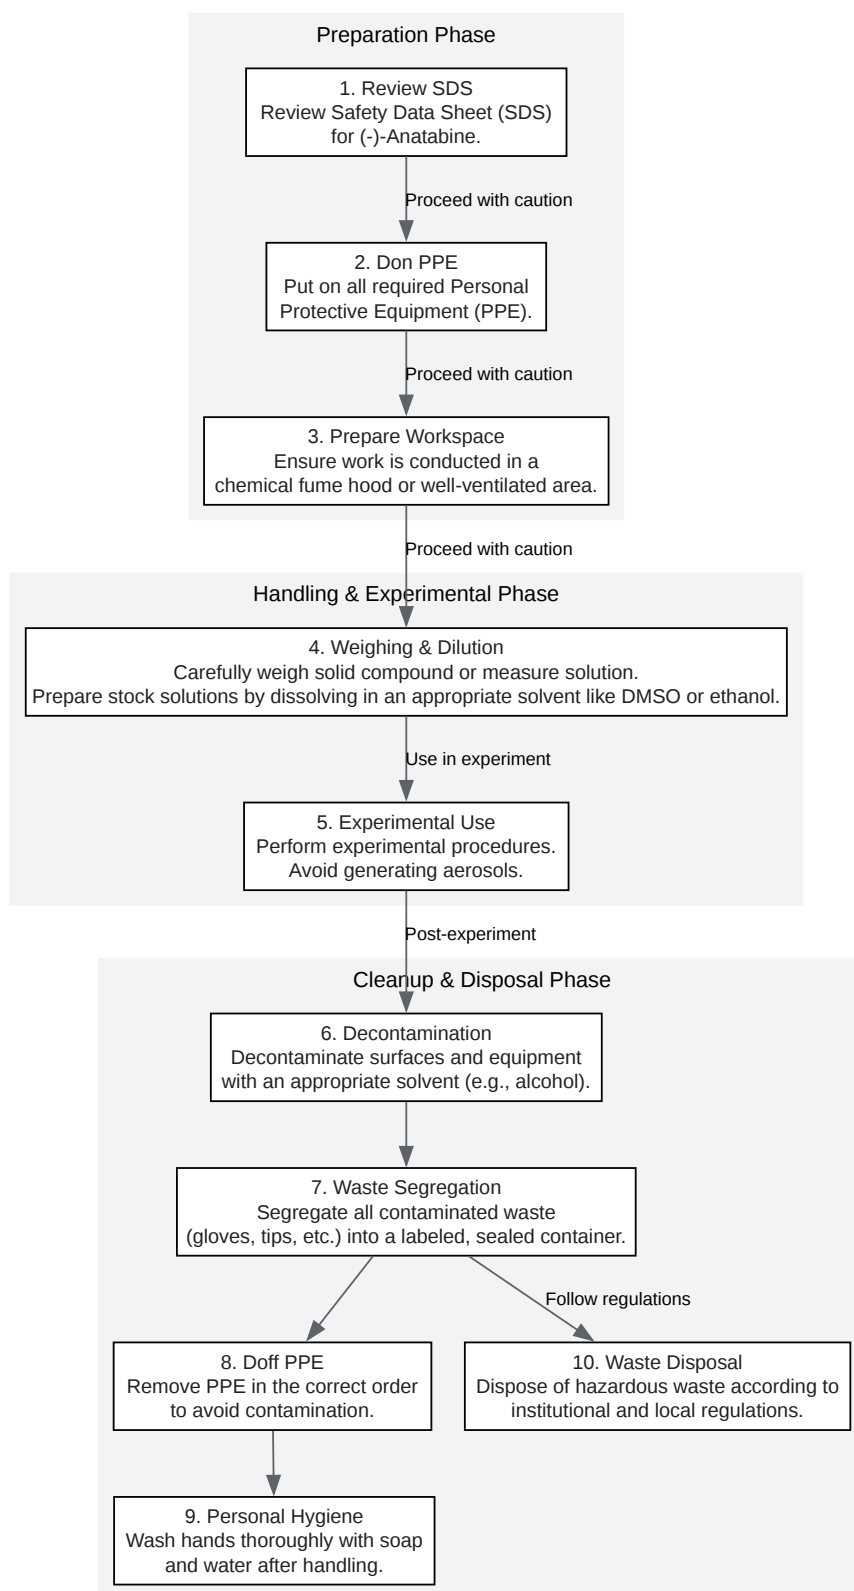 Preparation Phase
1. Review SDS
Review Safety Data Sheet (SDS)
for (-)-Anatabine.
Proceed with caution
2. Don PPE
Put on all required Personal
Protective Equipment (PPE).
Proceed with caution
3. Prepare Workspace
Ensure work is conducted in a
chemical fume hood or well-ventilated area.
Proceed with caution
Handling & Experimental Phase
4. Weighing & Dilution
Carefully weigh solid compound or measure solution.
Prepare stock solutions by dissolving in an appropriate solvent like DMSO or ethanol.
Use in experiment
5. Experimental Use
Perform experimental procedures.
Avoid generating aerosols.
Post-experiment
Cleanup & Disposal Phase
6. Decontamination
Decontaminate surfaces and equipment
with an appropriate solvent (e.g., alcohol).
7. Waste Segregation
Segregate all contaminated waste
(gloves, tips, etc.) into a labeled, sealed container.
Follow regulations
8. Doff PPE
Remove PPE in the correct order
to avoid contamination.
10. Waste Disposal
Dispose of hazardous waste according to
institutional and local regulations.
9. Personal Hygiene
Wash hands thoroughly with soap
and water after handling.